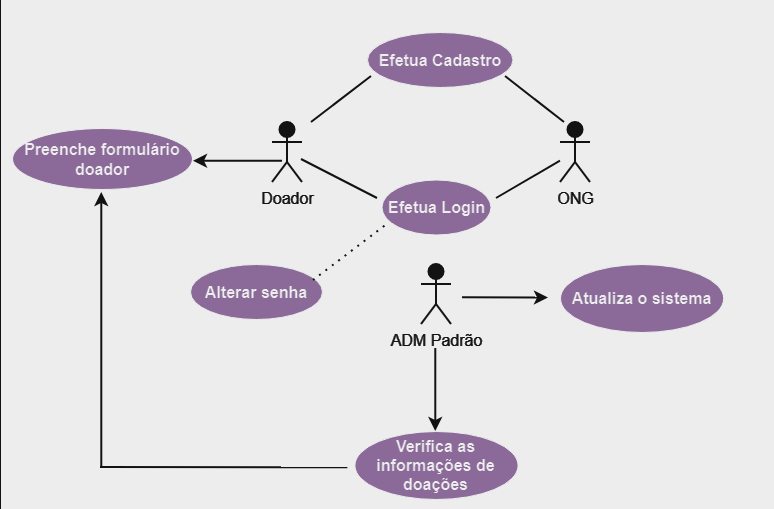 Efetua Cadastro
Preenche formulário
doador
Doador
ONG
Efetua Login
Alterar senha
Atualiza o sistema
ADM Padrão
Verifica as
informações de
doações